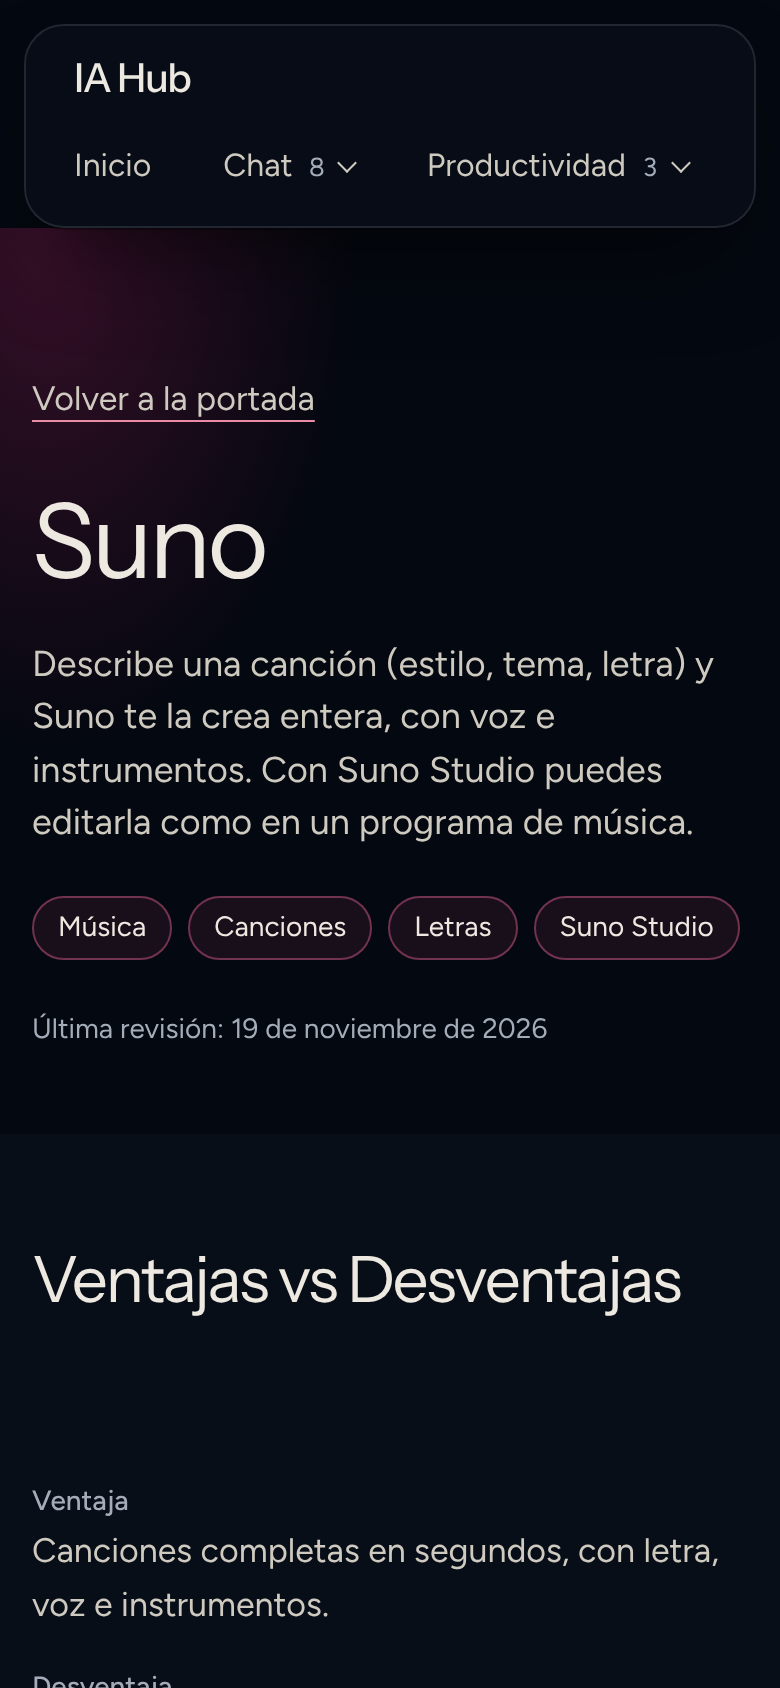 IA Hub
Inicio Chat 8 Productividad 3
Volver a la portada
Suno
Describe una canción (estilo, tema, letra) y
Suno te la crea entera, con voz e
instrumentos. Con Suno Studio puedes
editarla como en un programa de música.
Música Canciones Letras Suno Studio
Última revisión: 19 de noviembre de 2026
Ventajas vs Desventajas
Ventaja
Canciones completas en segundos, con letra,
voz e instrumentos.
Desventaja